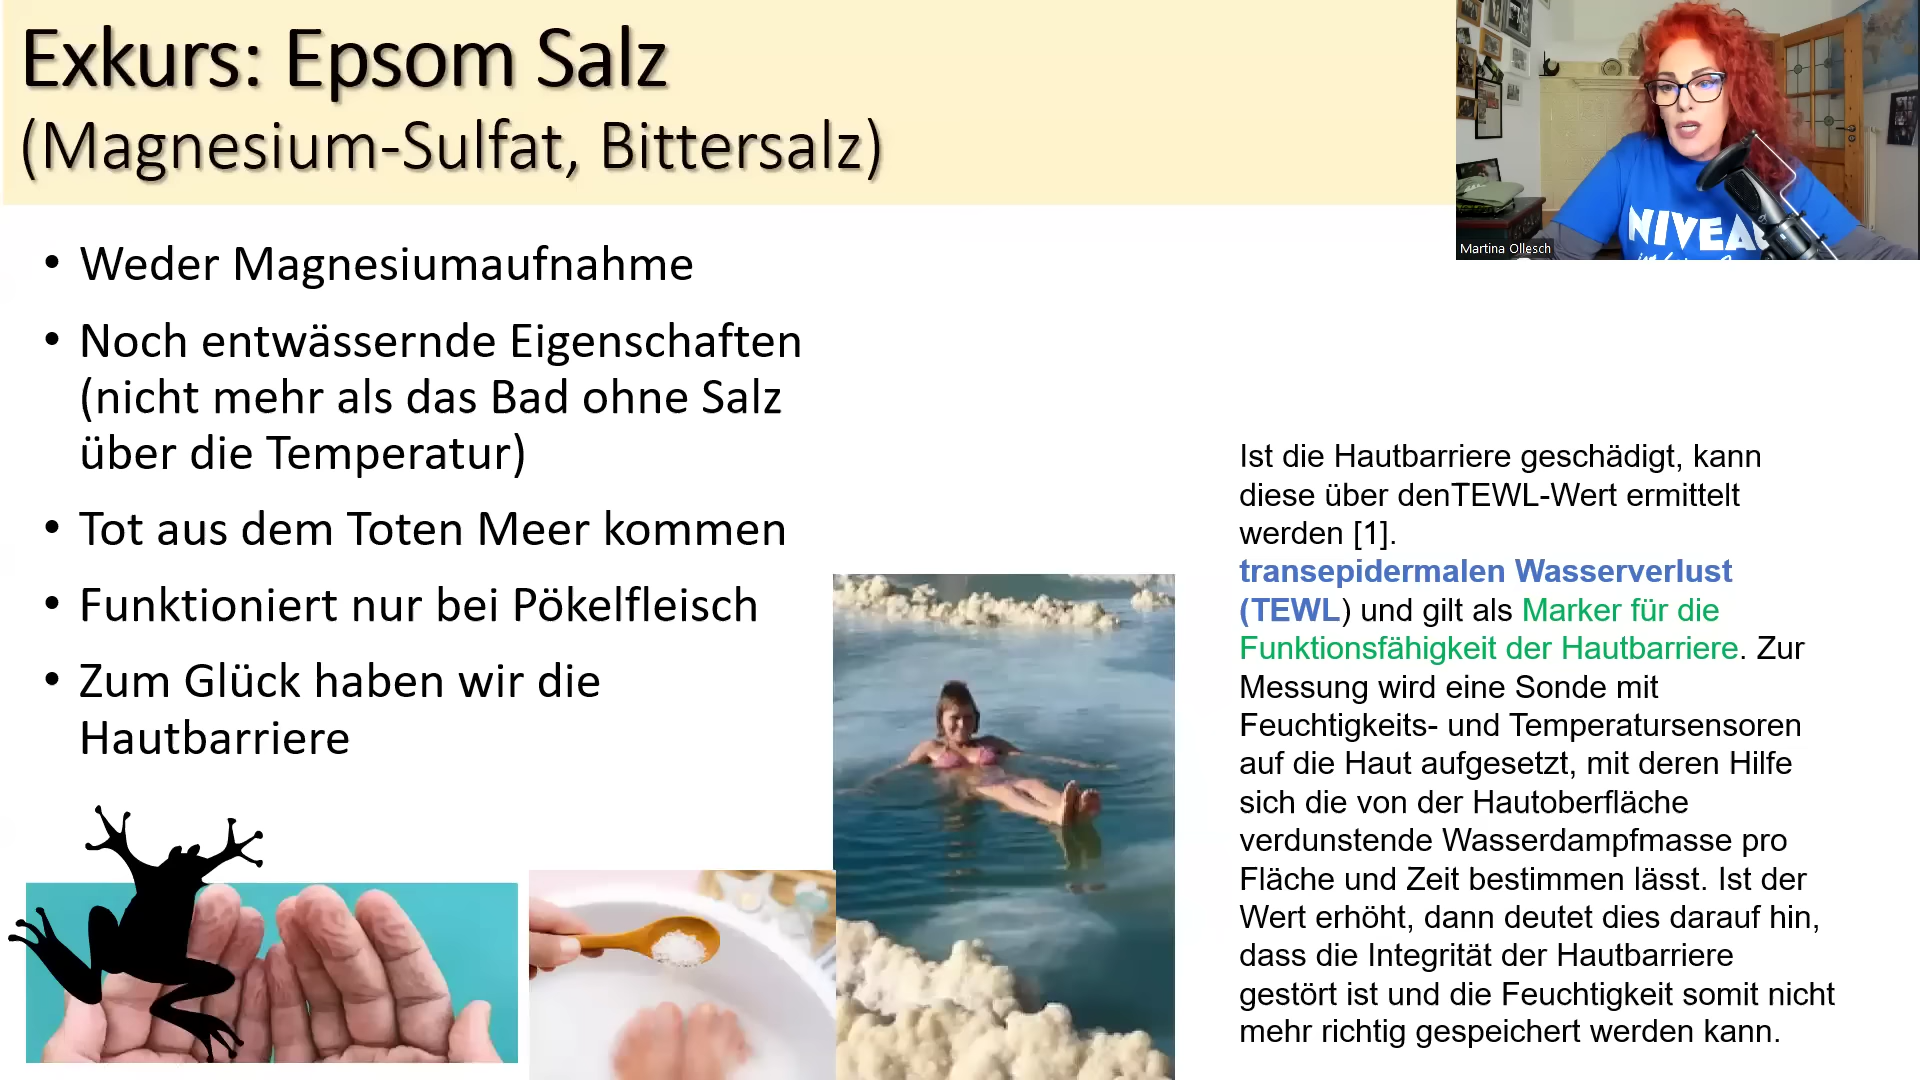 Exkurs: Epsom Salz
(Magnesium-Sulfat, Bittersalz)
• Weder Magnesiumaufnahme
• Noch entwässernde Eigenschaften
(nicht mehr als das Bad ohne Salz
über die Temperatur)
• Tot aus dem Toten Meer kommen
• Funktioniert nur bei Pökelfleisch
• Zum Glück haben wir die
Hautbarriere
NIVEA
Martina Ollesch
Ist die Hautbarriere geschädigt, kann
diese über denTEWL-Wert ermittelt
werden [1].
transepidermalen Wasserverlust
(TEWL) und gilt als Marker für die
Funktionsfähigkeit der Hautbarriere. Zur
Messung wird eine Sonde mit
Feuchtigkeits- und Temperatursensoren
auf die Haut aufgesetzt, mit deren Hilfe
sich die von der Hautoberfläche
verdunstende Wasserdampfmasse pro
Fläche und Zeit bestimmen lässt. Ist der
Wert erhöht, dann deutet dies darauf hin,
dass die Integrität der Hautbarriere
gestört ist und die Feuchtigkeit somit nicht
mehr richtig gespeichert werden kann.